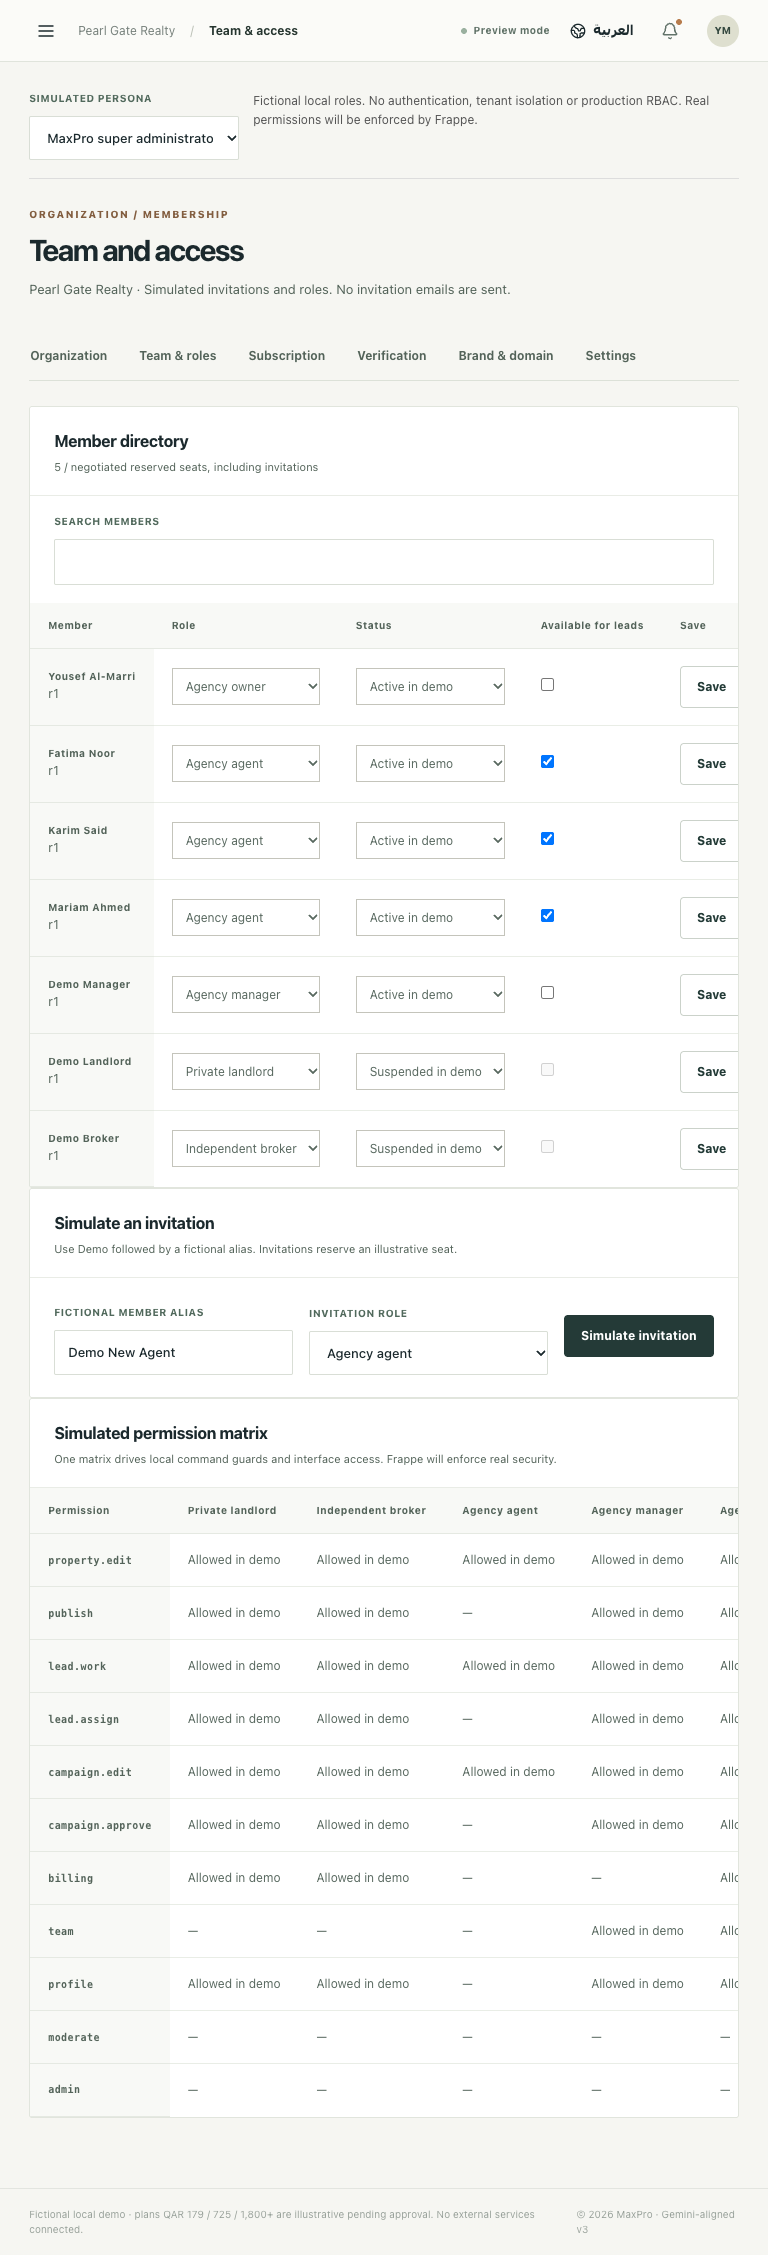 Pearl Gate Realty / Team & access
Preview mode
العربية
YM
SIMULATED PERSONA
MaxPro super administrato
Fictional local roles. No authentication, tenant isolation or production RBAC. Real
permissions will be enforced by Frappe.
ORGANIZATION / MEMBERSHIP
Team and access
Pearl Gate Realty · Simulated invitations and roles. No invitation emails are sent.
Organization Team & roles Subscription Verification Brand & domain Settings
Member directory
5 / negotiated reserved seats, including invitations
SEARCH MEMBERS
Member Role Status Available for leads Save
Yousef Al-Marri
r1
Agency owner Active in demo Save
Fatima Noor
r1
Agency agent Active in demo Save
Karim Said
r1
Agency agent Active in demo Save
Mariam Ahmed
r1
Agency agent Active in demo Save
Demo Manager
r1
Agency manager Active in demo Save
Demo Landlord
r1
Private landlord Suspended in demo Save
Demo Broker
r1
Independent broker Suspended in demo Save
Simulate an invitation
Use Demo followed by a fictional alias. Invitations reserve an illustrative seat.
FICTIONAL MEMBER ALIAS
Demo New Agent
INVITATION ROLE
Agency agent
Simulate invitation
Simulated permission matrix
One matrix drives local command guards and interface access. Frappe will enforce real security.
Permission Private landlord Independent broker Agency agent Agency manager Age
property.edit Allowed in demo Allowed in demo Allowed in demo Allowed in demo Allo
publish Allowed in demo Allowed in demo — Allowed in demo Allo
lead.work Allowed in demo Allowed in demo Allowed in demo Allowed in demo Allo
lead.assign Allowed in demo Allowed in demo — Allowed in demo Allo
campaign.edit Allowed in demo Allowed in demo Allowed in demo Allowed in demo Allo
campaign.approve Allowed in demo Allowed in demo — Allowed in demo Allo
billing Allowed in demo Allowed in demo — — Allo
team — — — Allowed in demo Allo
profile Allowed in demo Allowed in demo — Allowed in demo Allo
moderate — — — — —
admin — — — — —
Fictional local demo · plans QAR 179 / 725 / 1,800+ are illustrative pending approval. No external services
connected.
© 2026 MaxPro · Gemini-aligned
v3